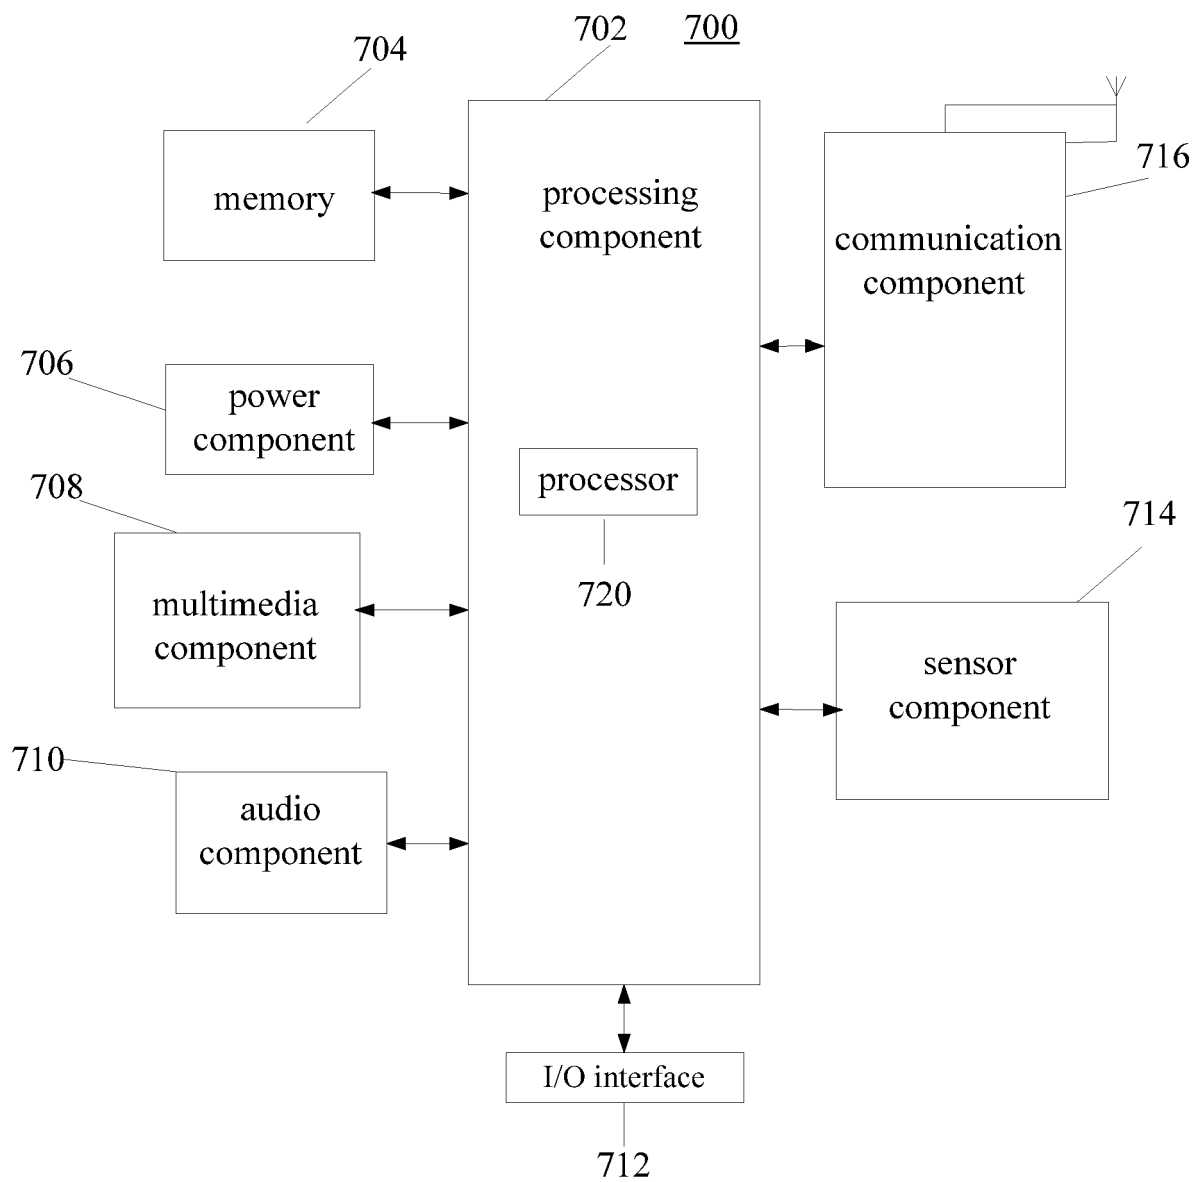 702
700
704
716
memory
processing
component
communication
component
706
power
component
708
processor
720
714
multimedia
component
sensor
component
710
audio
component
I/O interface
712